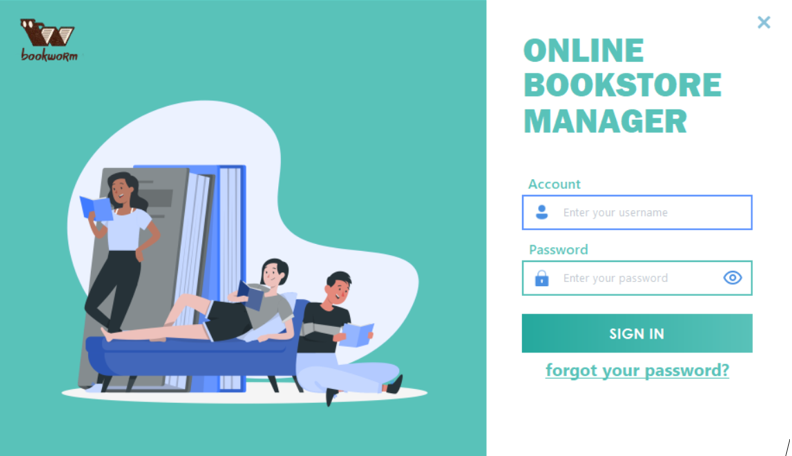 bookwoRm
ONLINE
BOOKSTORE
MANAGER
Account
Enter your username
Password
Enter your password
SIGN IN
forgot your password?